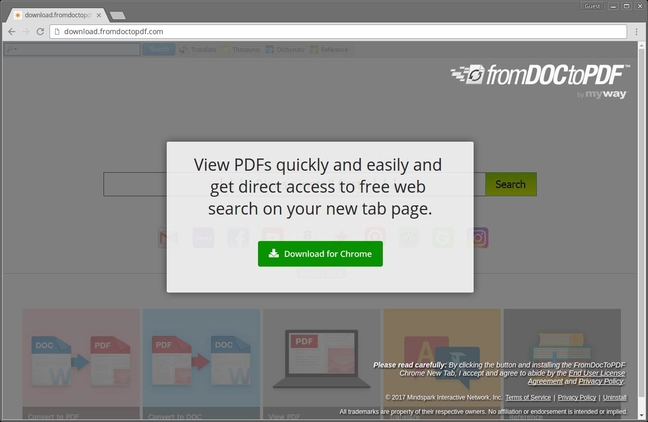 Guest
download.fromdoctopdf
download.fromdoctopdf.com
Search
Translate
Thesaurus
Dictionary
Reference
fromDOCtoPDF™
by myway
View PDFs quickly and easily and
get direct access to free web
search on your new tab page.
Search
Download for Chrome
DOC
PDF
PDF
DOC
PDF
A
Please read carefully: By clicking the button and installing the FromDocToPDF
Chrome New Tab, I accept and agree to abide by the End User License
Agreement and Privacy Policy.
© 2017 Mindspark Interactive Network, Inc. Terms of Service | Privacy Policy | Uninstall
Convert to PDF
Convert to DOC
View PDF
Translate
Reference
All trademarks are property of their respective owners. No affiliation or endorsement is intended or implied.